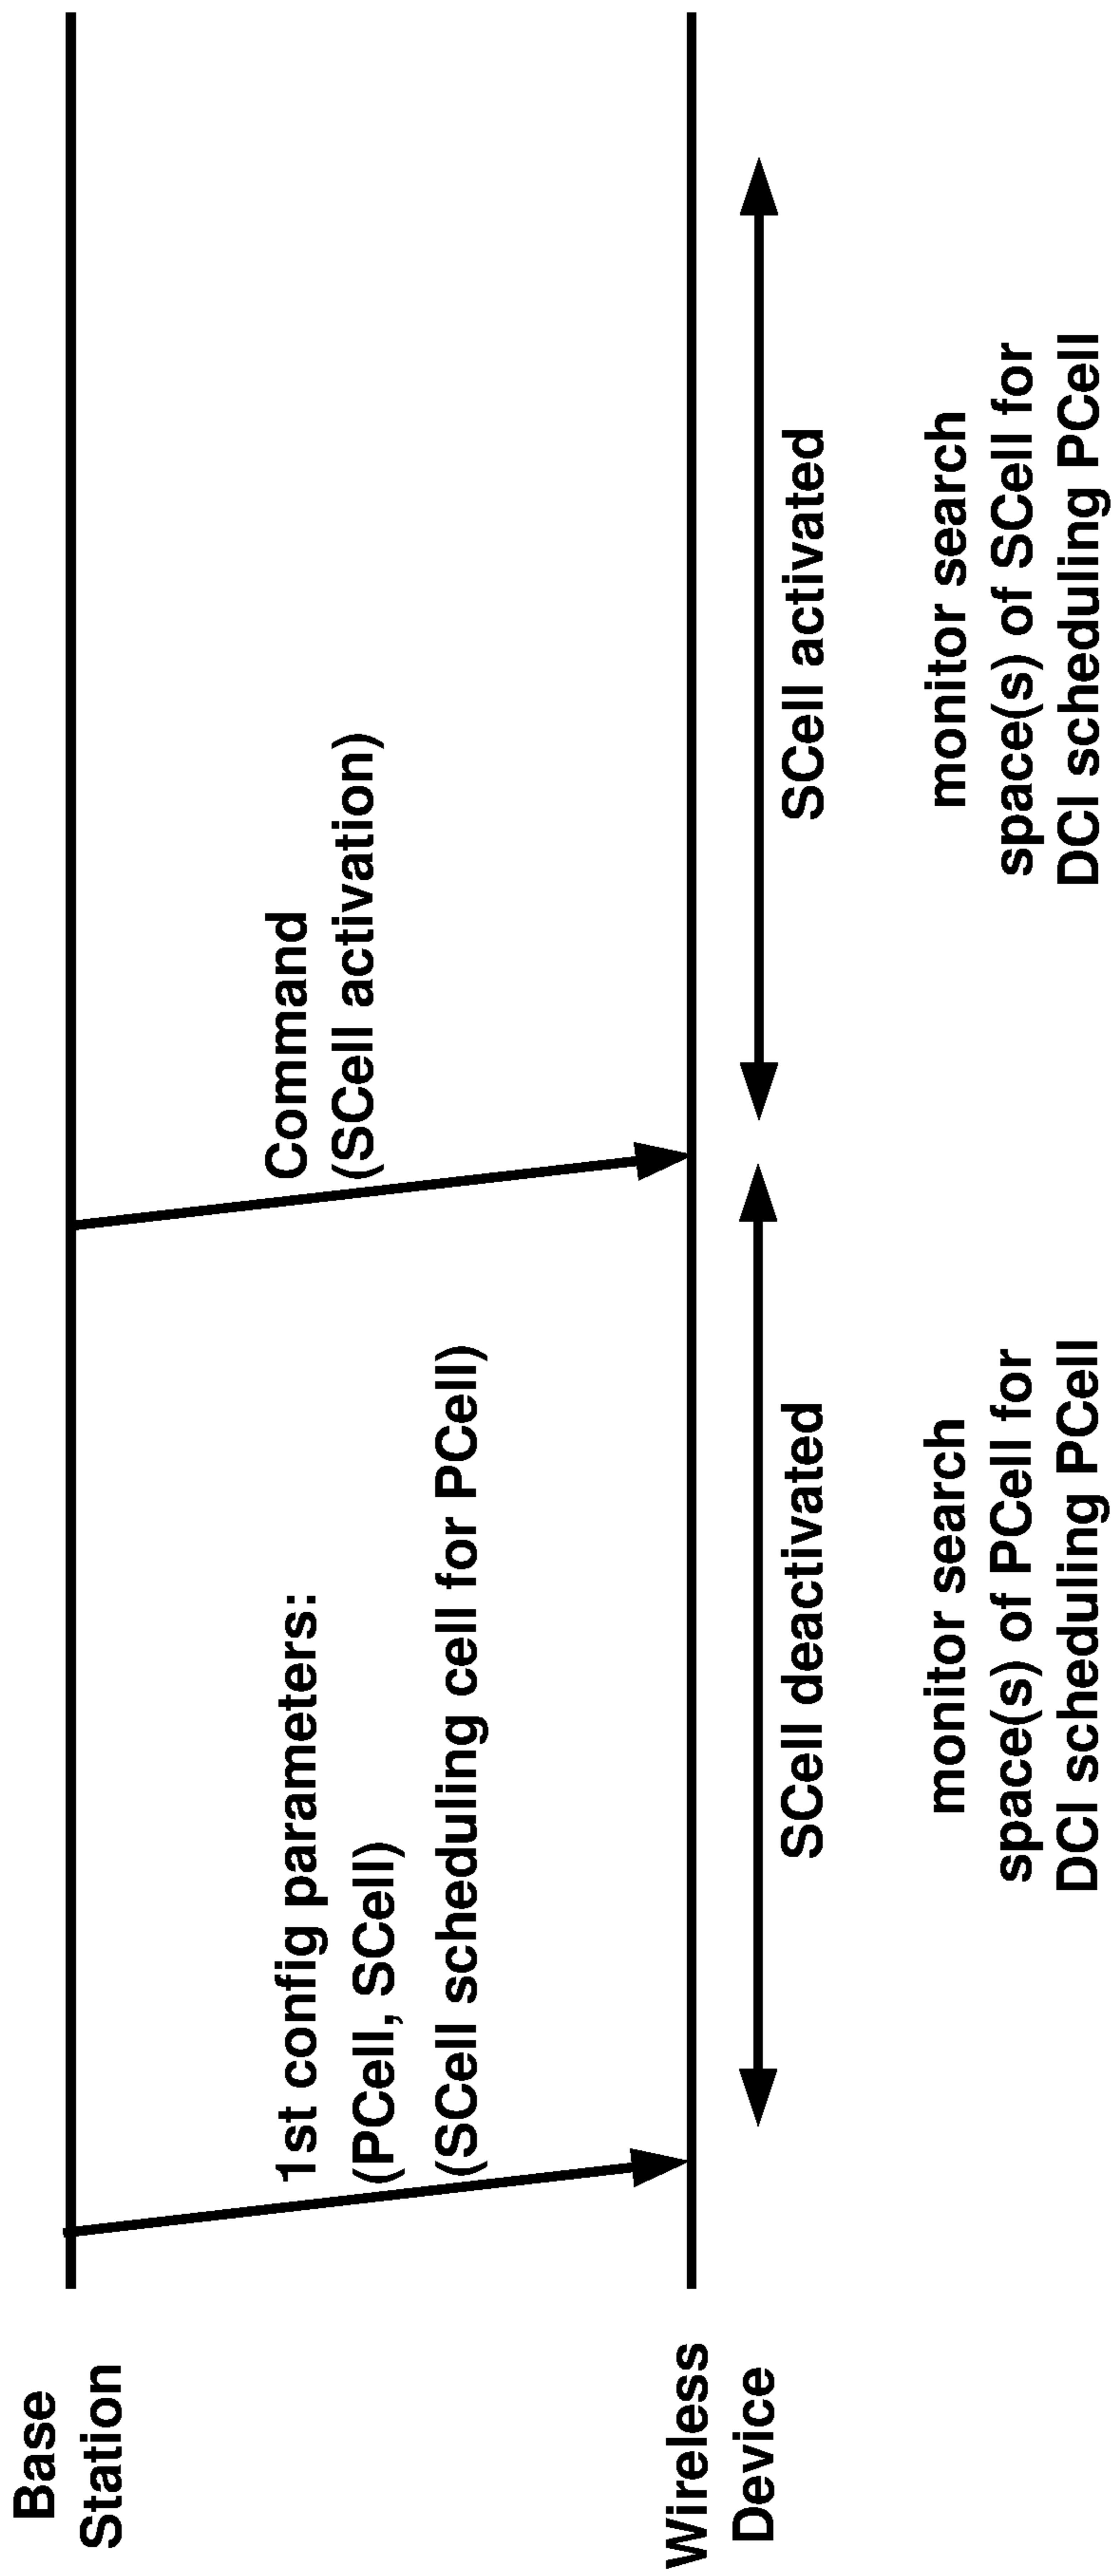 Base
Station
1st config parameters:
(PCell, SCell)
(SCell scheduling cell for PCell)
Command
(SCell activation)
Wireless
Device
SCell deactivated
SCell activated
monitor search
space(s) of PCell for
DCI scheduling PCell
monitor search
space(s) of SCell for
DCI scheduling PCell